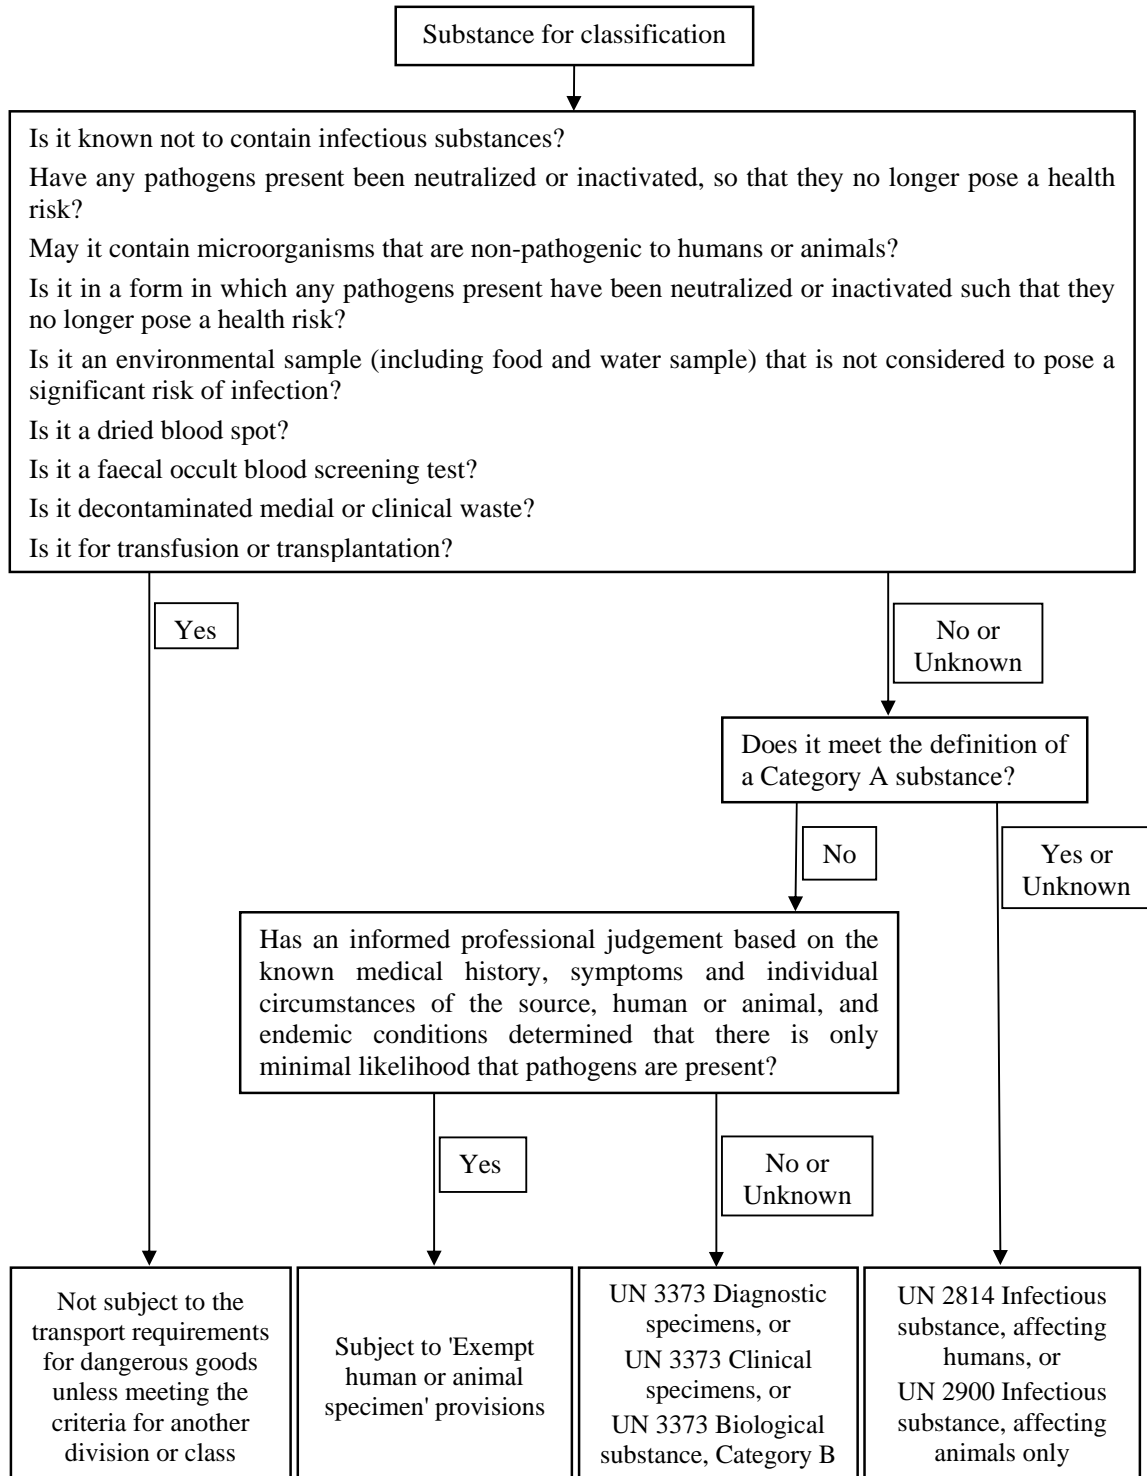 Substance for classification
Is it known not to contain infectious substances?
Have any pathogens present been neutralized or inactivated, so that they no longer pose a health
risk?
May it contain microorganisms that are non-pathogenic to humans or animals?
Is it in a form in which any pathogens present have been neutralized or inactivated such that they
no longer pose a health risk?
Is it an environmental sample (including food and water sample) that is not considered to pose a
significant risk of infection?
Is it a dried blood spot?
Is it a faecal occult blood screening test?
Is it decontaminated medial or clinical waste?
Is it for transfusion or transplantation?
Yes
No or
Unknown
Does it meet the definition of
a Category A substance?
No
Yes or
Unknown
Has an informed professional judgement based on the
known medical history, symptoms and individual
circumstances of the source, human or animal, and
endemic conditions determined that there is only
minimal likelihood that pathogens are present?
Yes
No or
Unknown
Not subject to the
transport requirements
for dangerous goods
unless meeting the
criteria for another
division or class
Subject to 'Exempt
human or animal
specimen' provisions
UN 3373 Diagnostic
specimens, or
UN 3373 Clinical
specimens, or
UN 3373 Biological
substance, Category B
UN 2814 Infectious
substance, affecting
humans, or
UN 2900 Infectious
substance, affecting
animals only